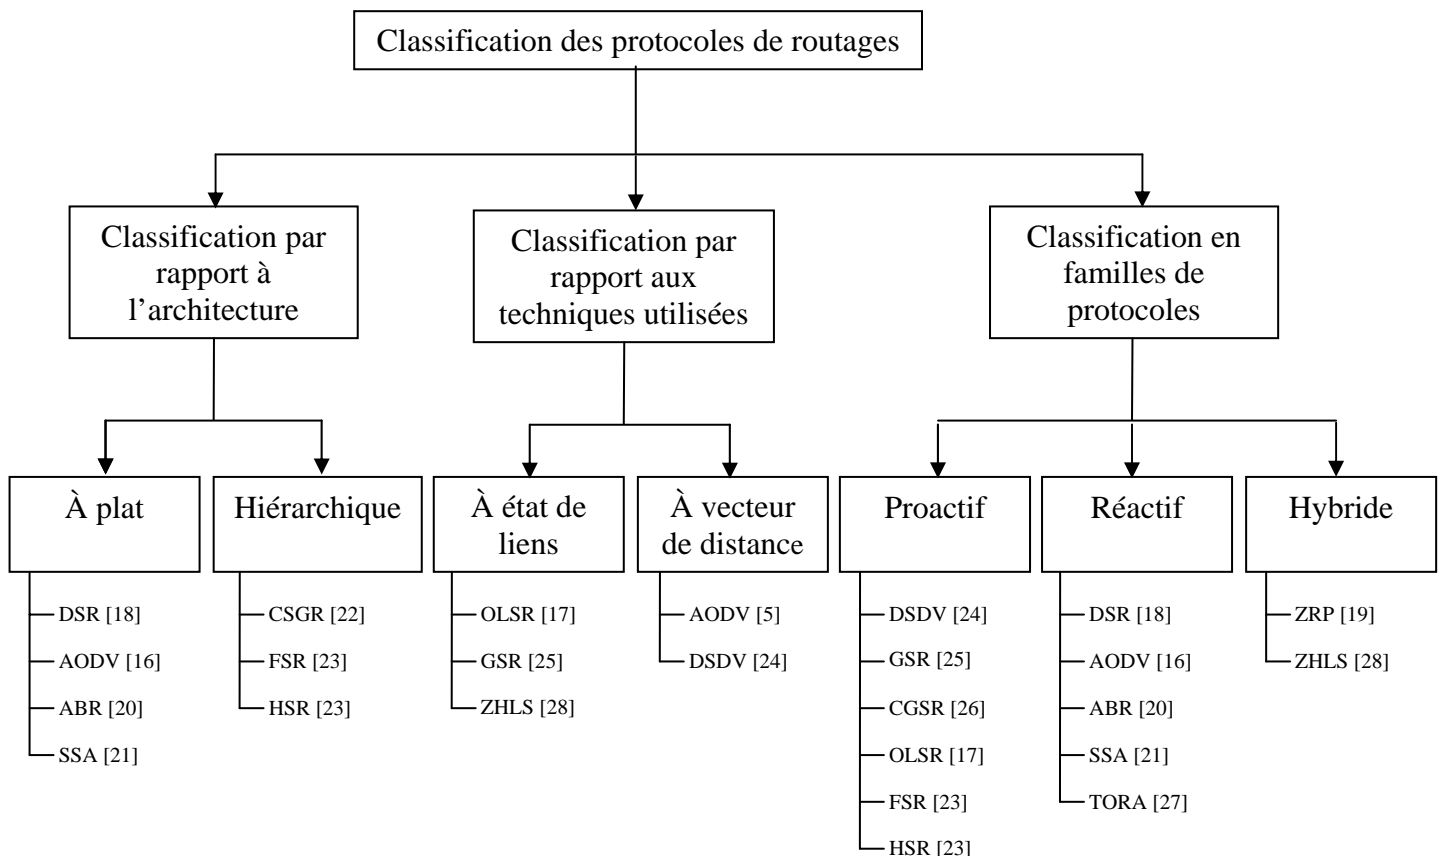 Classification des protocoles de routages
Classification par
rapport à
l’architecture
Classification par
rapport aux
techniques utilisées
Classification en
familles de
protocoles
À plat
Hiérarchique
À état de
liens
À vecteur
de distance
Proactif
Réactif
Hybride
DSR [18]
AODV [16]
ABR [20]
SSA [21]
CSGR [22]
FSR [23]
HSR [23]
OLSR [17]
GSR [25]
ZHLS [28]
AODV [5]
DSDV [24]
DSDV [24]
GSR [25]
CGSR [26]
OLSR [17]
FSR [23]
HSR [23]
DSR [18]
AODV [16]
ABR [20]
SSA [21]
TORA [27]
ZRP [19]
ZHLS [28]